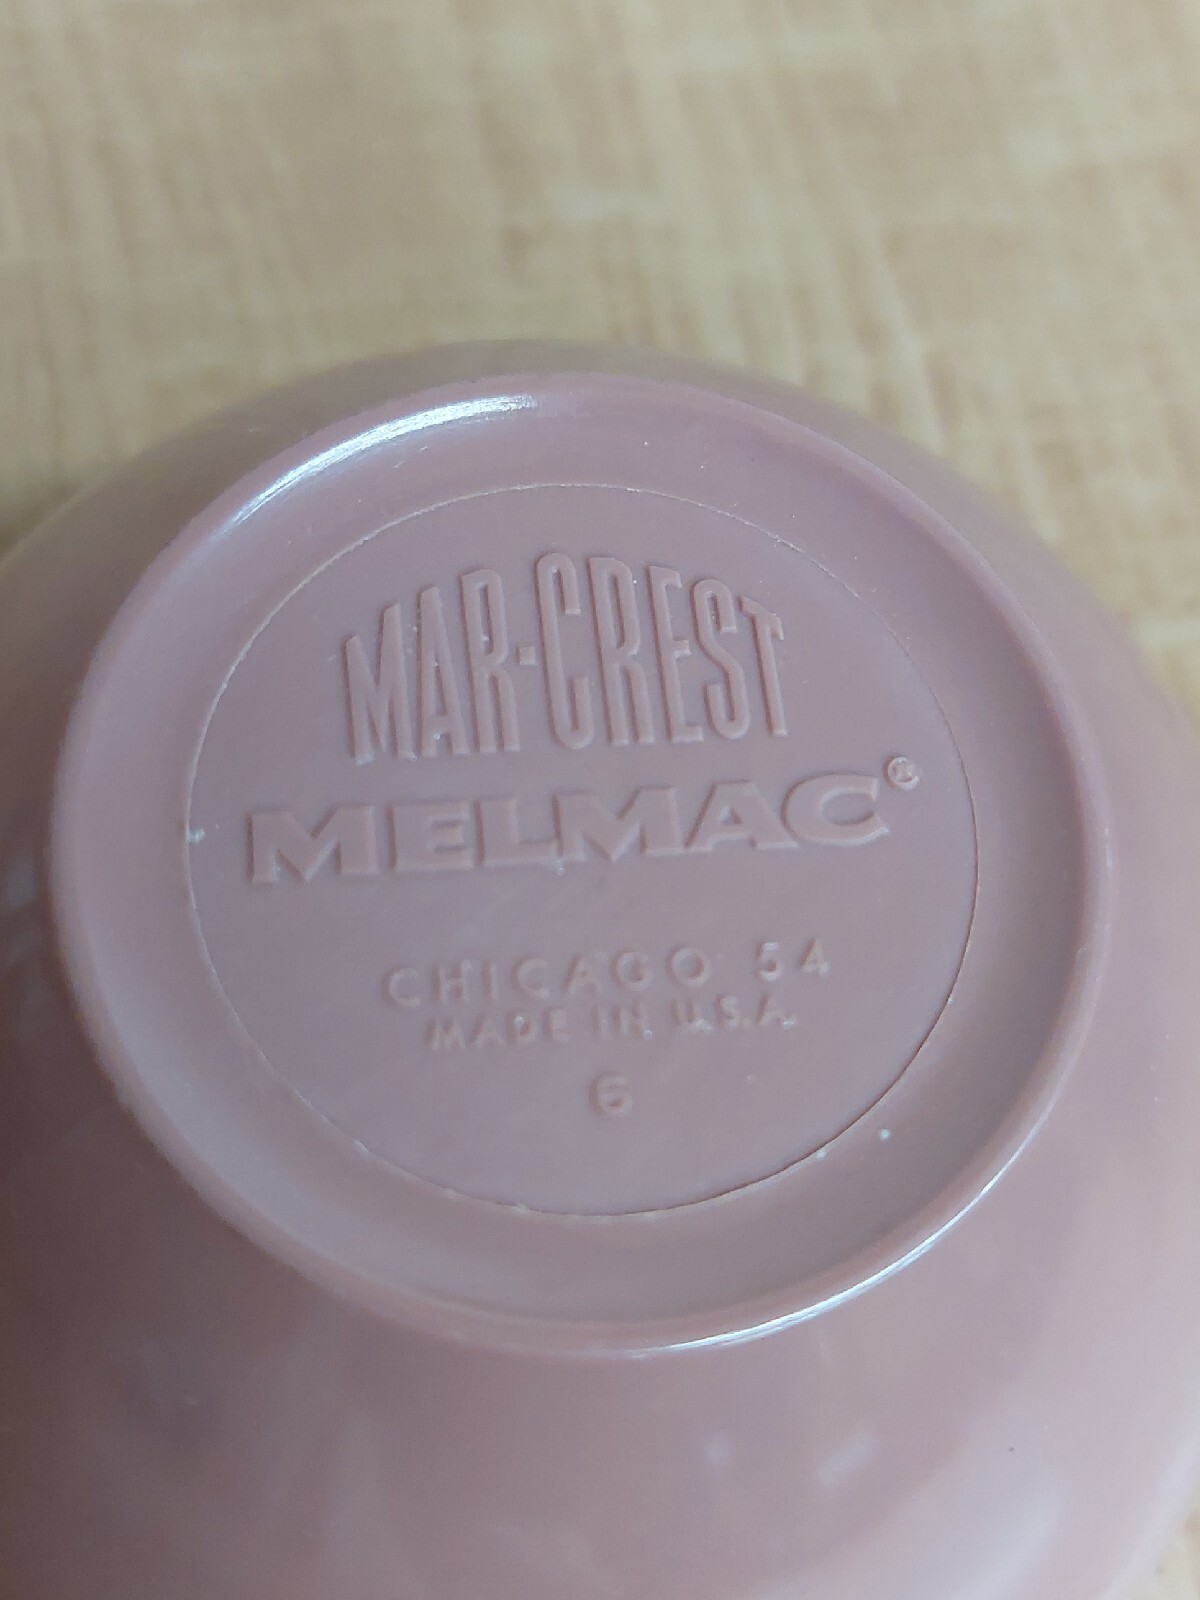 MAR-CREST
MELMAC®
CHICAGO 54
MADE IN U.S.A.
6